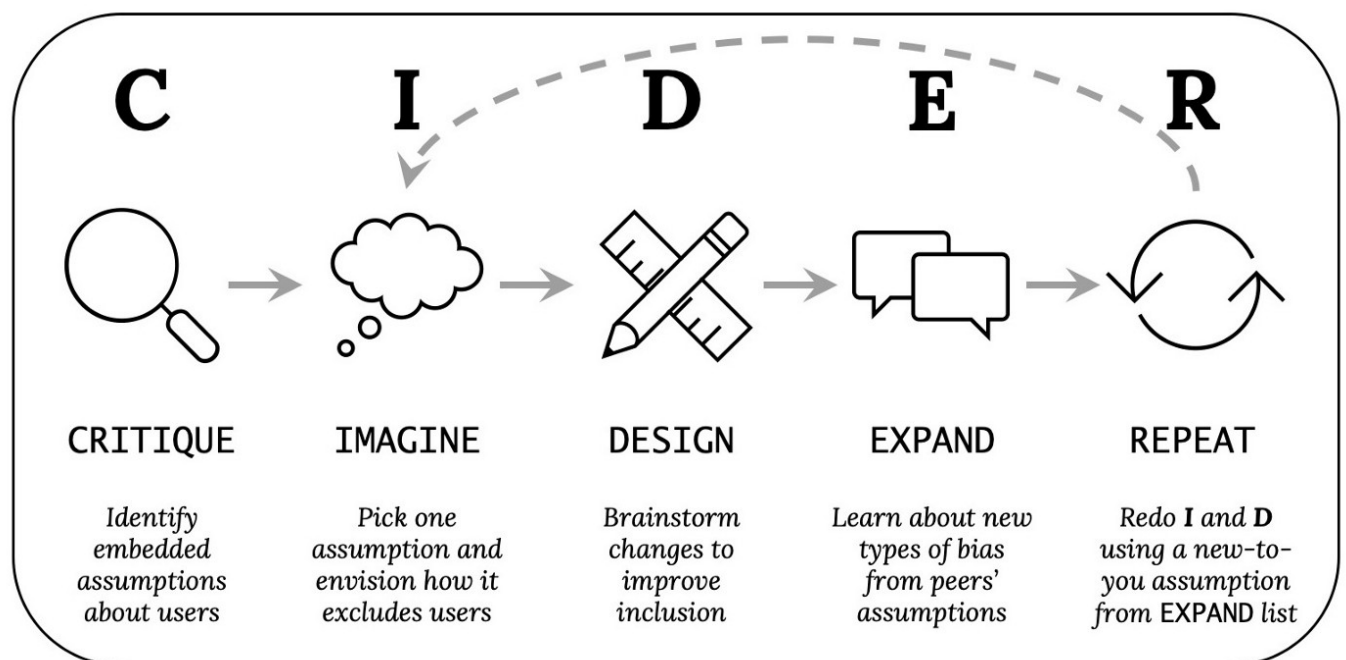 C I D E R
CRITIQUE IMAGINE DESIGN EXPAND REPEAT
Identify
embedded
assumptions
about users
Pick one
assumption and
envision how it
excludes users
Brainstorm
changes to
improve
inclusion
Learn about new
types of bias
from peers’
assumptions
Redo I and D
using a new-to-
you assumption
from EXPAND list